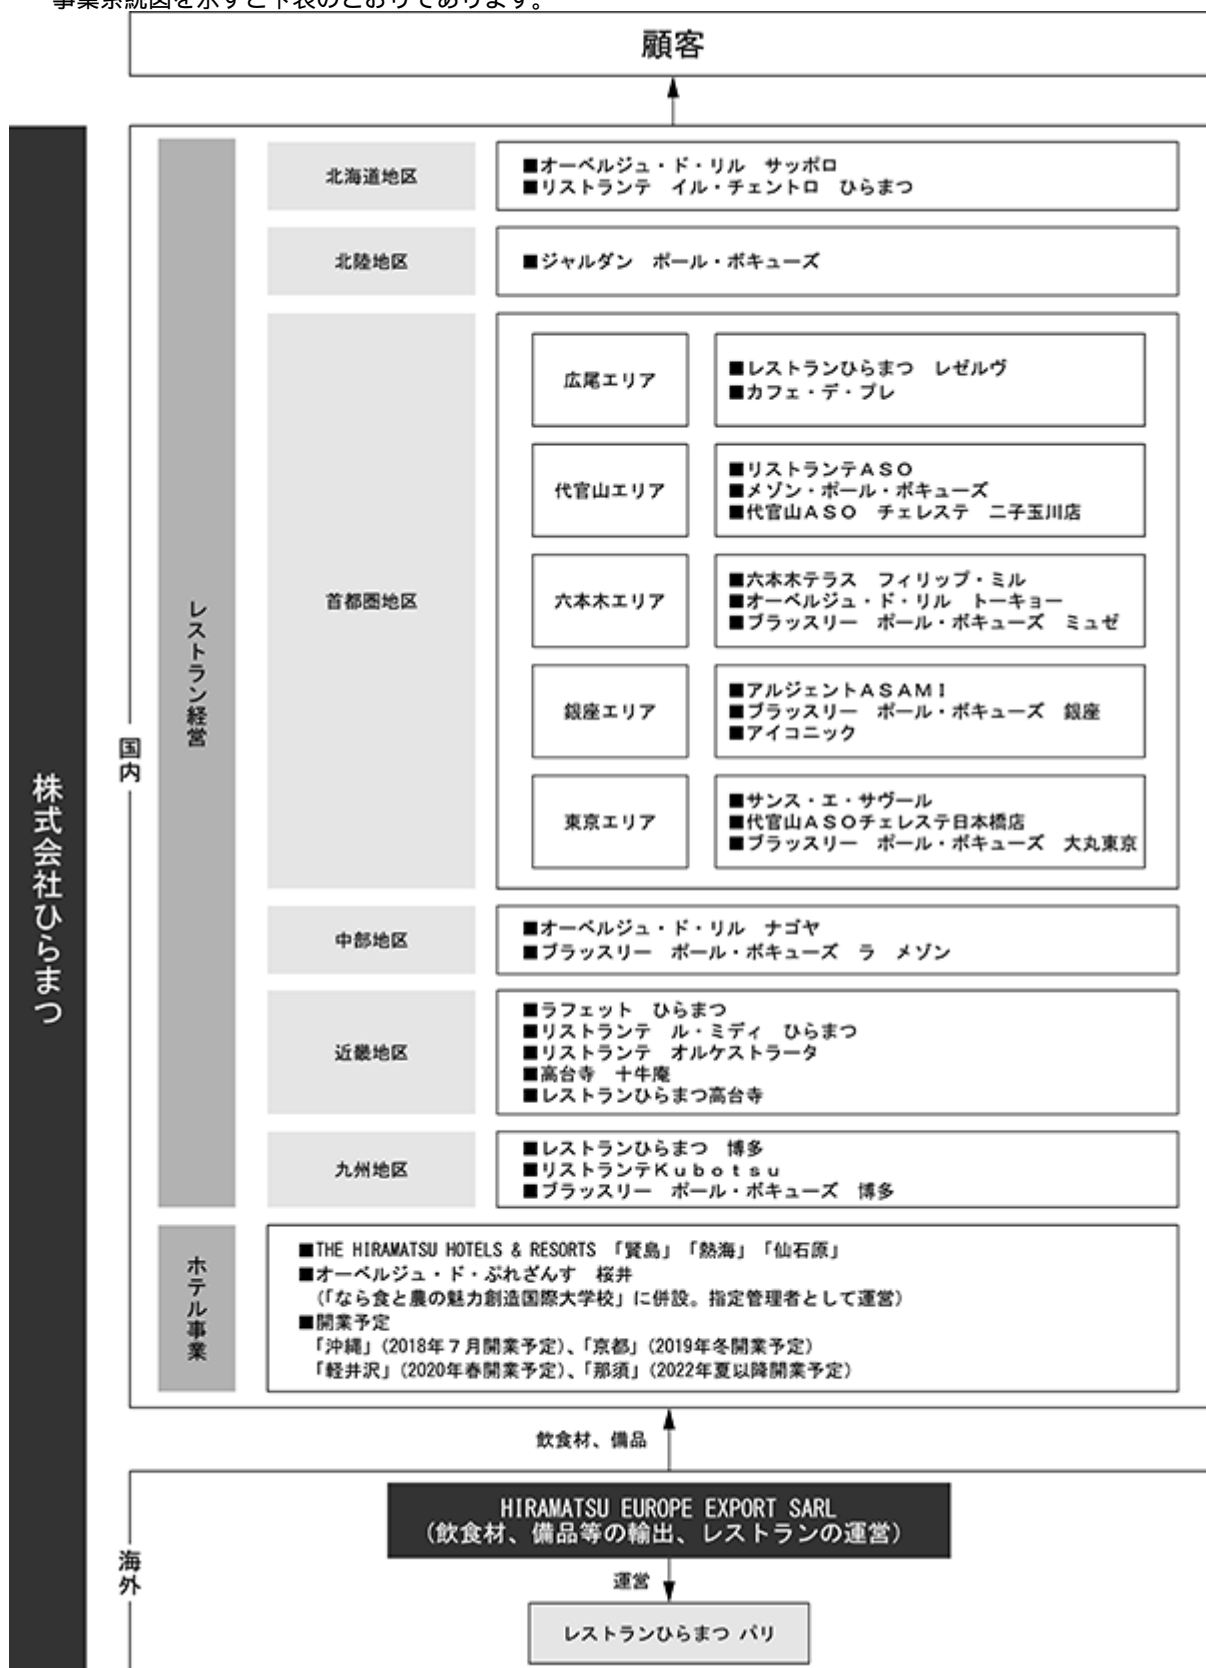 事業系統図を示すと下表のとおりであります。
顧客
株式会社ひらまつ
国内
レストラン経営
北海道地区
■オーベルジュ・ド・リル　サッポロ
■リストランテ　イル・チェントロ　ひらまつ
北陸地区
■ジャルダン　ポール・ボキューズ
首都圏地区
広尾エリア
■レストランひらまつ　レゼルヴ
■カフェ・デ・プレ
代官山エリア
■リストランテＡＳＯ
■メゾン・ポール・ボキューズ
■代官山ＡＳＯ　チェレステ　二子玉川店
六本木エリア
■六本木テラス　フィリップ・ミル
■オーベルジュ・ド・リル　トーキョー
■ブラッスリー　ポール・ボキューズ　ミュゼ
銀座エリア
■アルジェントＡＳＡＭＩ
■ブラッスリー　ポール・ボキューズ　銀座
■アイコニック
東京エリア
■サンス・エ・サヴール
■代官山ＡＳＯチェレステ日本橋店
■ブラッスリー　ポール・ボキューズ　大丸東京
中部地区
■オーベルジュ・ド・リル　ナゴヤ
■ブラッスリー　ポール・ボキューズ　ラ　メゾン
近畿地区
■ラフェット　ひらまつ
■リストランテ　ル・ミディ　ひらまつ
■リストランテ　オルケストラータ
■高台寺　十牛庵
■レストランひらまつ高台寺
九州地区
■レストランひらまつ　博多
■リストランテＫｕｂｏｔｓｕ
■ブラッスリー　ポール・ボキューズ　博多
ホテル事業
■THE HIRAMATSU HOTELS & RESORTS 「賢島」「熱海」「仙石原」
■オーベルジュ・ド・ぷれざんす　桜井
（「なら食と農の魅力創造国際大学校」に併設。指定管理者として運営）
■開業予定
「沖縄」（2018年７月開業予定）、「京都」（2019年冬開業予定）
「軽井沢」（2020年春開業予定）、「那須」（2022年夏以降開業予定）
飲食材、備品
海外
HIRAMATSU EUROPE EXPORT SARL
（飲食材、備品等の輸出、レストランの運営）
運営
レストランひらまつ パリ